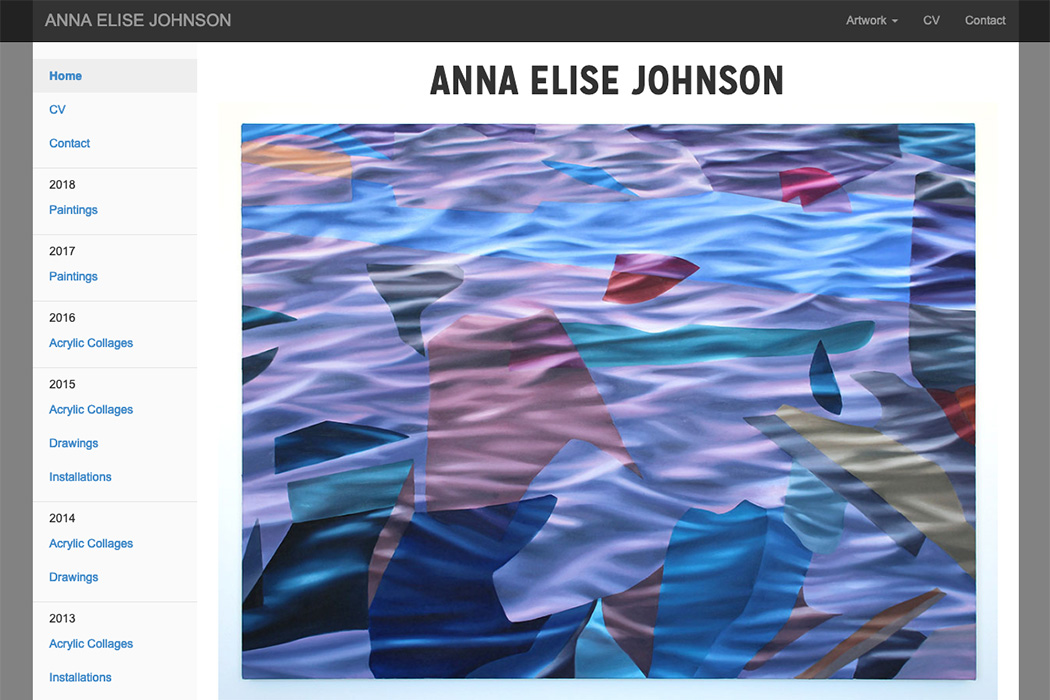 ANNA ELISE JOHNSON
Artwork
CV
Contact
Home
CV
Contact
2018
Paintings
2017
Paintings
2016
Acrylic Collages
2015
Acrylic Collages
Drawings
Installations
2014
Acrylic Collages
Drawings
2013
Acrylic Collages
Installations
ANNA ELISE JOHNSON